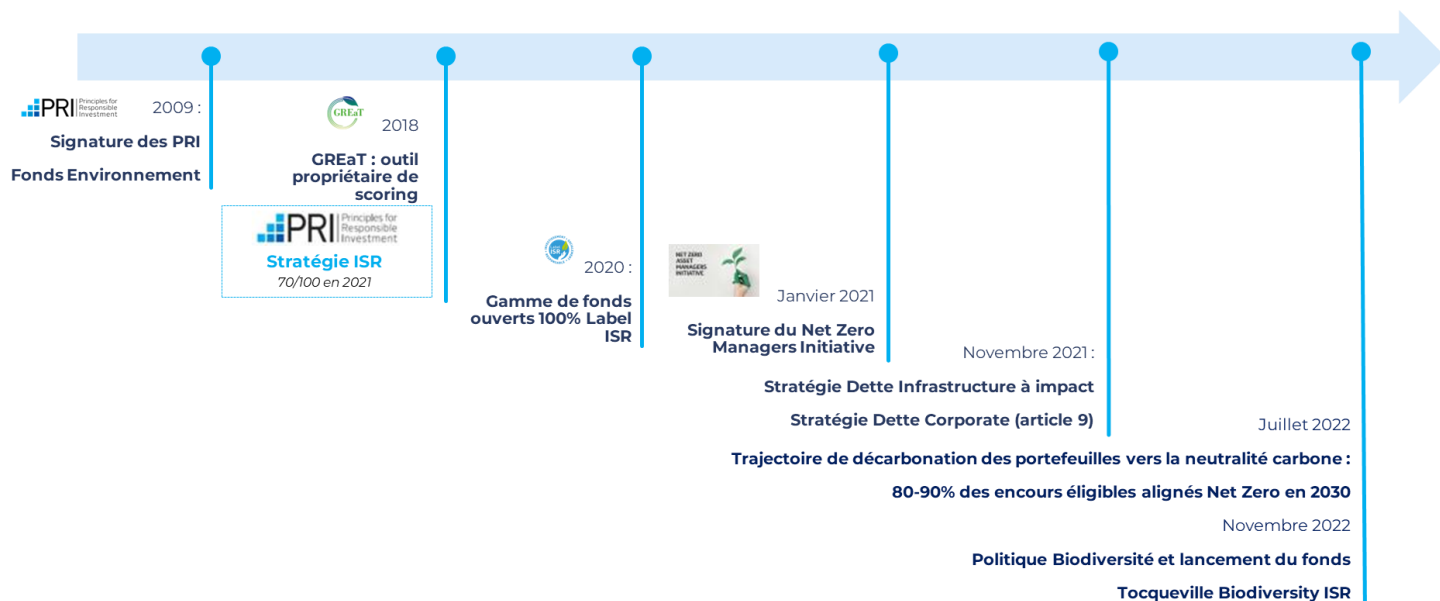 PRI Principles for
Responsible
Investment
2009 :
Signature des PRI
Fonds Environnement
GREaT
2018
GREaT : outil
propriétaire de
scoring
PRI Principles for
Responsible
Investment
Stratégie ISR
70/100 en 2021
ISR
2020 :
Gamme de fonds
ouverts 100% Label
ISR
NET ZERO
ASSET
MANAGERS
INITIATIVE
Janvier 2021
Signature du Net Zero
Managers Initiative
Novembre 2021 :
Stratégie Dette Infrastructure à impact
Stratégie Dette Corporate (article 9)
Juillet 2022
Trajectoire de décarbonation des portefeuilles vers la neutralité carbone :
80-90% des encours éligibles alignés Net Zero en 2030
Novembre 2022
Politique Biodiversité et lancement du fonds
Tocqueville Biodiversity ISR